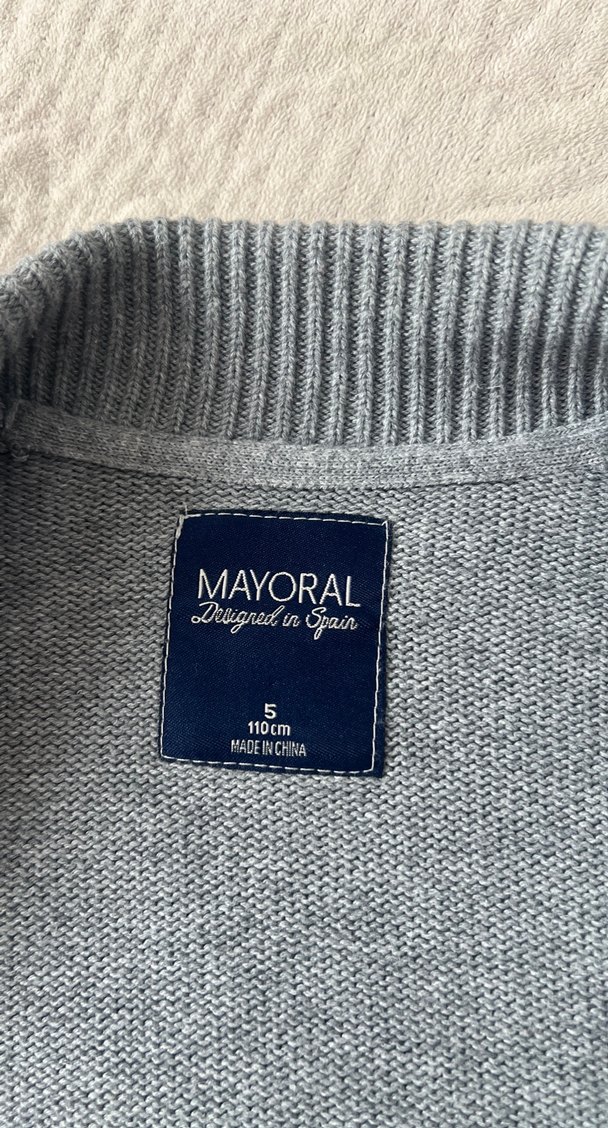 MAYORAL
Designed in Spain
5
110cm
MADE IN CHINA